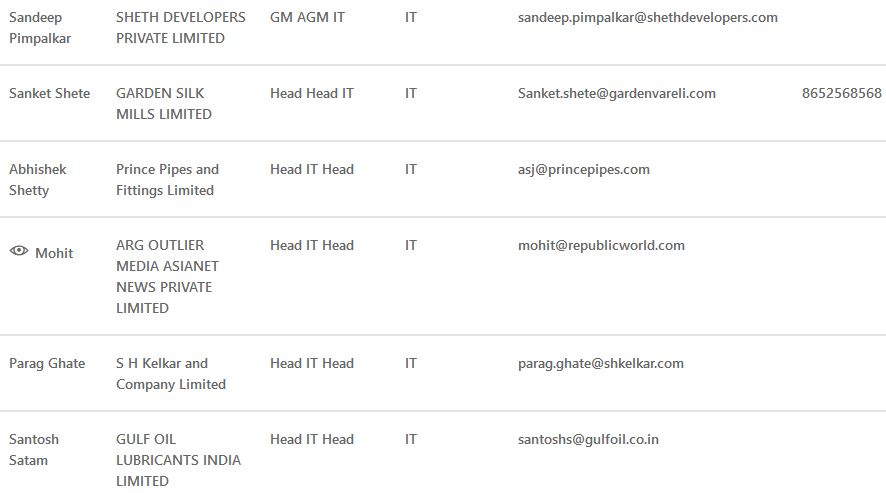 Sandeep SHETH DEVELOPERS GM AGM IT IT sandeep.pimpalkar@shethdevelopers.com
Pimpalkar PRIVATE LIMITED
Sanket Shete GARDEN SILK Head Head IT IT Sanket.shete@gardenvareli.com 8652568568
MILLS LIMITED
Abhishek Prince Pipes and Head IT Head IT asj@princepipes.com
Shetty Fittings Limited
Mohit ARG OUTLIER Head IT Head IT mohit@republicworld.com
MEDIA ASIANET
NEWS PRIVATE
LIMITED
Parag Ghate S H Kelkar and Head IT Head IT parag.ghate@shkelkar.com
Company Limited
Santosh GULF OIL Head IT Head IT santoshs@gulfoil.co.in
Satam LUBRICANTS INDIA
LIMITED